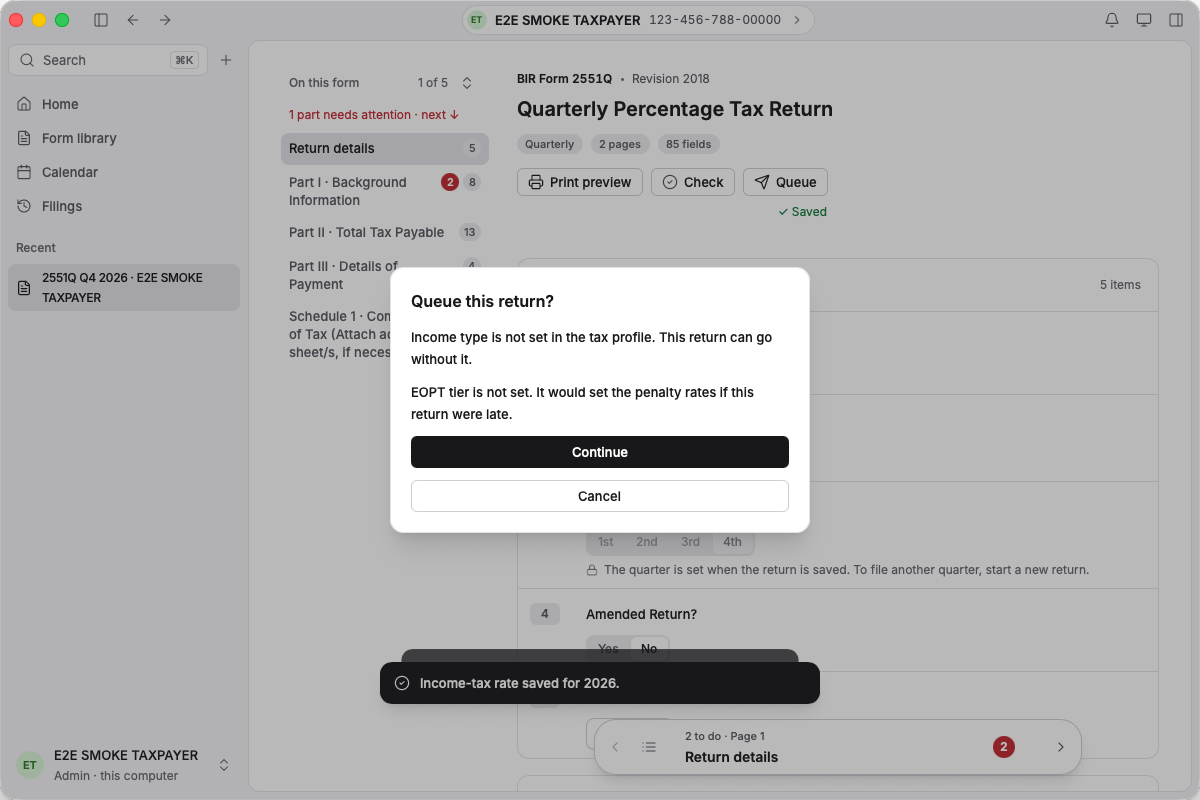 ET E2E SMOKE TAXPAYER 123-456-788-00000
Search ⌘K
Home
Form library
Calendar
Filings
Recent
2551Q Q4 2026 · E2E SMOKE
TAXPAYER
On this form 1 of 5
1 part needs attention · next ↓
Return details 5
Part I · Background 2 8
Information
Part II · Total Tax Payable 13
Part III · Details of 4
Payment
Schedule 1 · Com
of Tax (Attach ad
sheet/s, if neces
BIR Form 2551Q • Revision 2018
Quarterly Percentage Tax Return
Quarterly 2 pages 85 fields
Print preview Check Queue
Saved
5 items
Queue this return?
Income type is not set in the tax profile. This return can go
without it.
EOPT tier is not set. It would set the penalty rates if this
return were late.
Continue
Cancel
1st 2nd 3rd 4th
The quarter is set when the return is saved. To file another quarter, start a new return.
4 Amended Return?
Yes No
Income-tax rate saved for 2026.
2 to do · Page 1
Return details 2
ET E2E SMOKE TAXPAYER
Admin · this computer